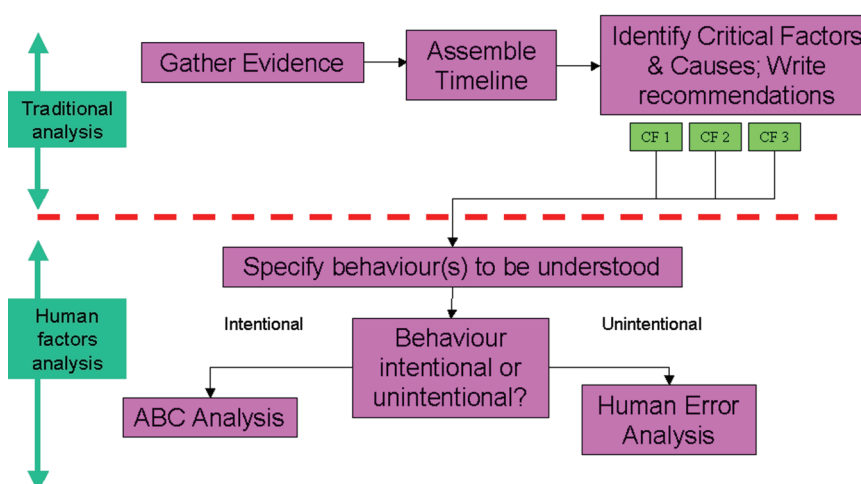 Gather Evidence
Assemble
Timeline
Identify Critical Factors
& Causes; Write
recommendations
Traditional
analysis
CF 1
CF 2
CF 3
Specify behaviour(s) to be understood
Human
factors
analysis
Intentional
Behaviour
intentional or
unintentional?
Unintentional
ABC Analysis
Human Error
Analysis